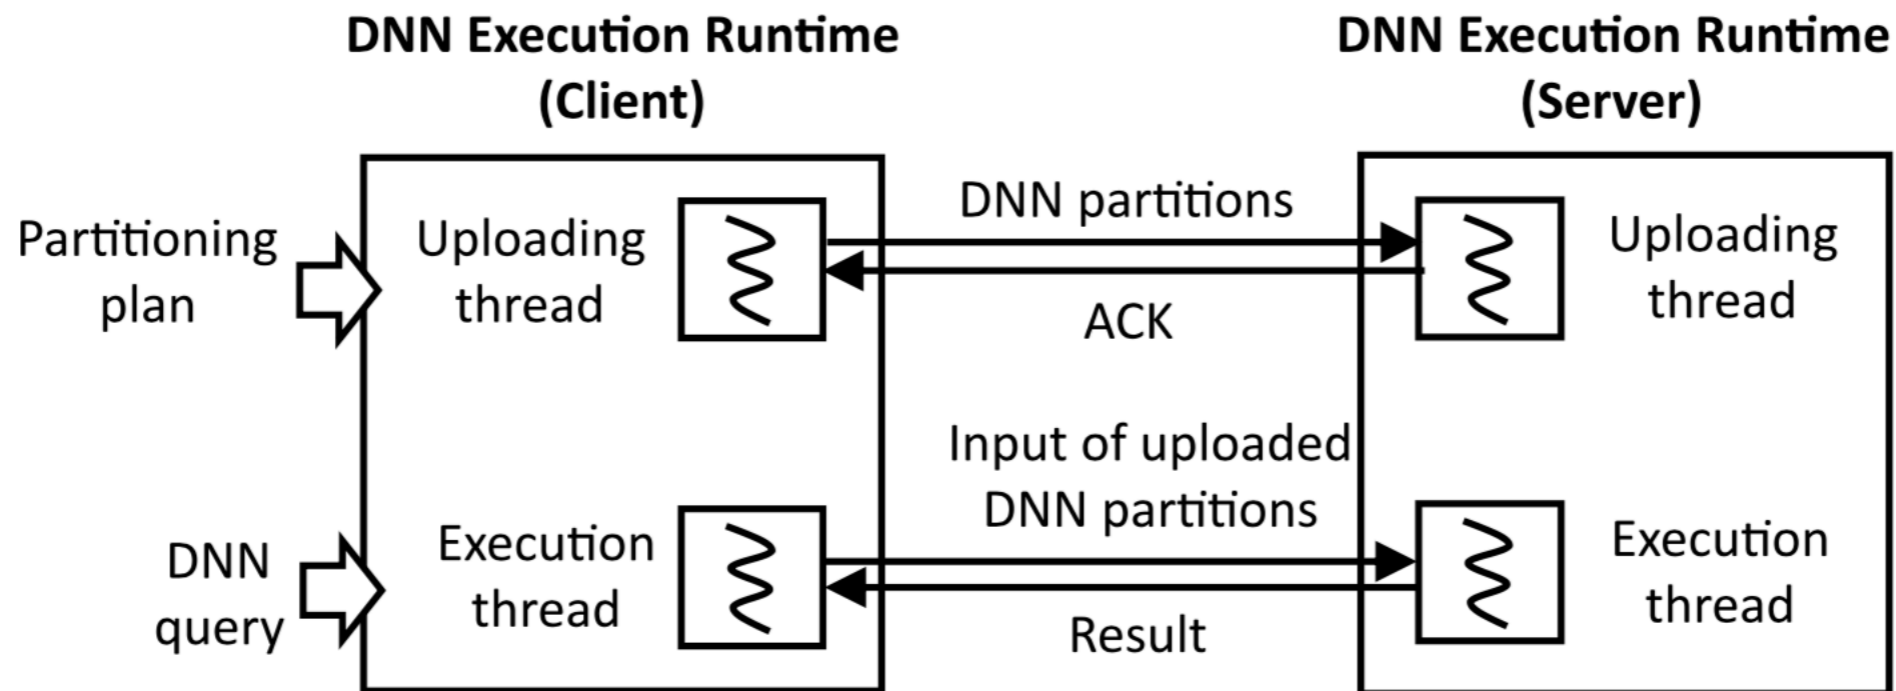 DNN Execution Runtime
(Client)
DNN Execution Runtime
(Server)
Partitioning
plan
Uploading
thread
DNN partitions
ACK
Uploading
thread
DNN
query
Execution
thread
Input of uploaded
DNN partitions
Result
Execution
thread